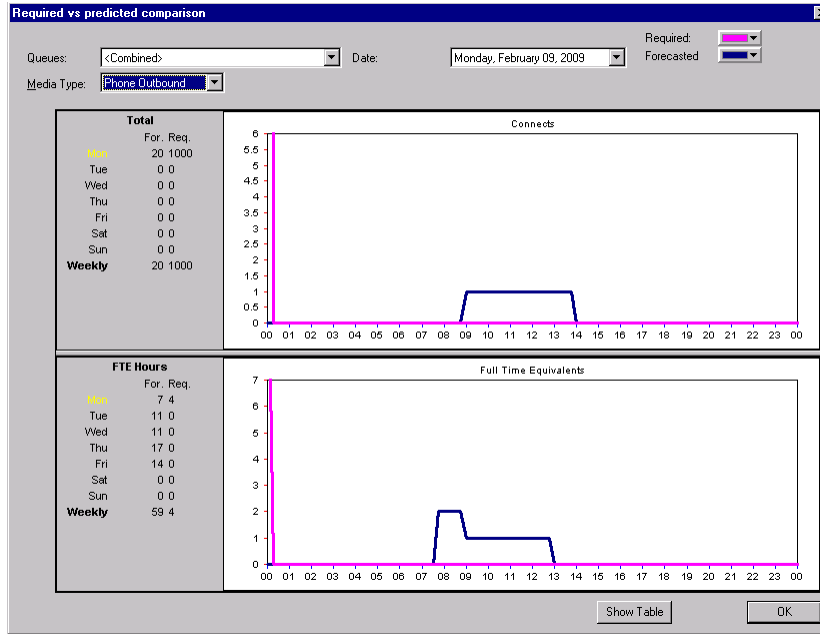 Required vs predicted comparison
Required:
Queues: <Combined> Date: Monday, February 09, 2009 Forecasted
Media Type: Phone Outbound
Total
For. Req.
Mon 20 1000
Tue 0 0
Wed 0 0
Thu 0 0
Fri 0 0
Sat 0 0
Sun 0 0
Weekly 20 1000
Connects
6
5.5
5
4.5
4
3.5
3
2.5
2
1.5
1
0.5
0
00 01 02 03 04 05 06 07 08 09 10 11 12 13 14 15 16 17 18 19 20 21 22 23 00
FTE Hours
For. Req.
Mon 7 4
Tue 11 0
Wed 11 0
Thu 17 0
Fri 14 0
Sat 0 0
Sun 0 0
Weekly 59 4
Full Time Equivalents
7
6
5
4
3
2
1
0
00 01 02 03 04 05 06 07 08 09 10 11 12 13 14 15 16 17 18 19 20 21 22 23 00
Show Table OK